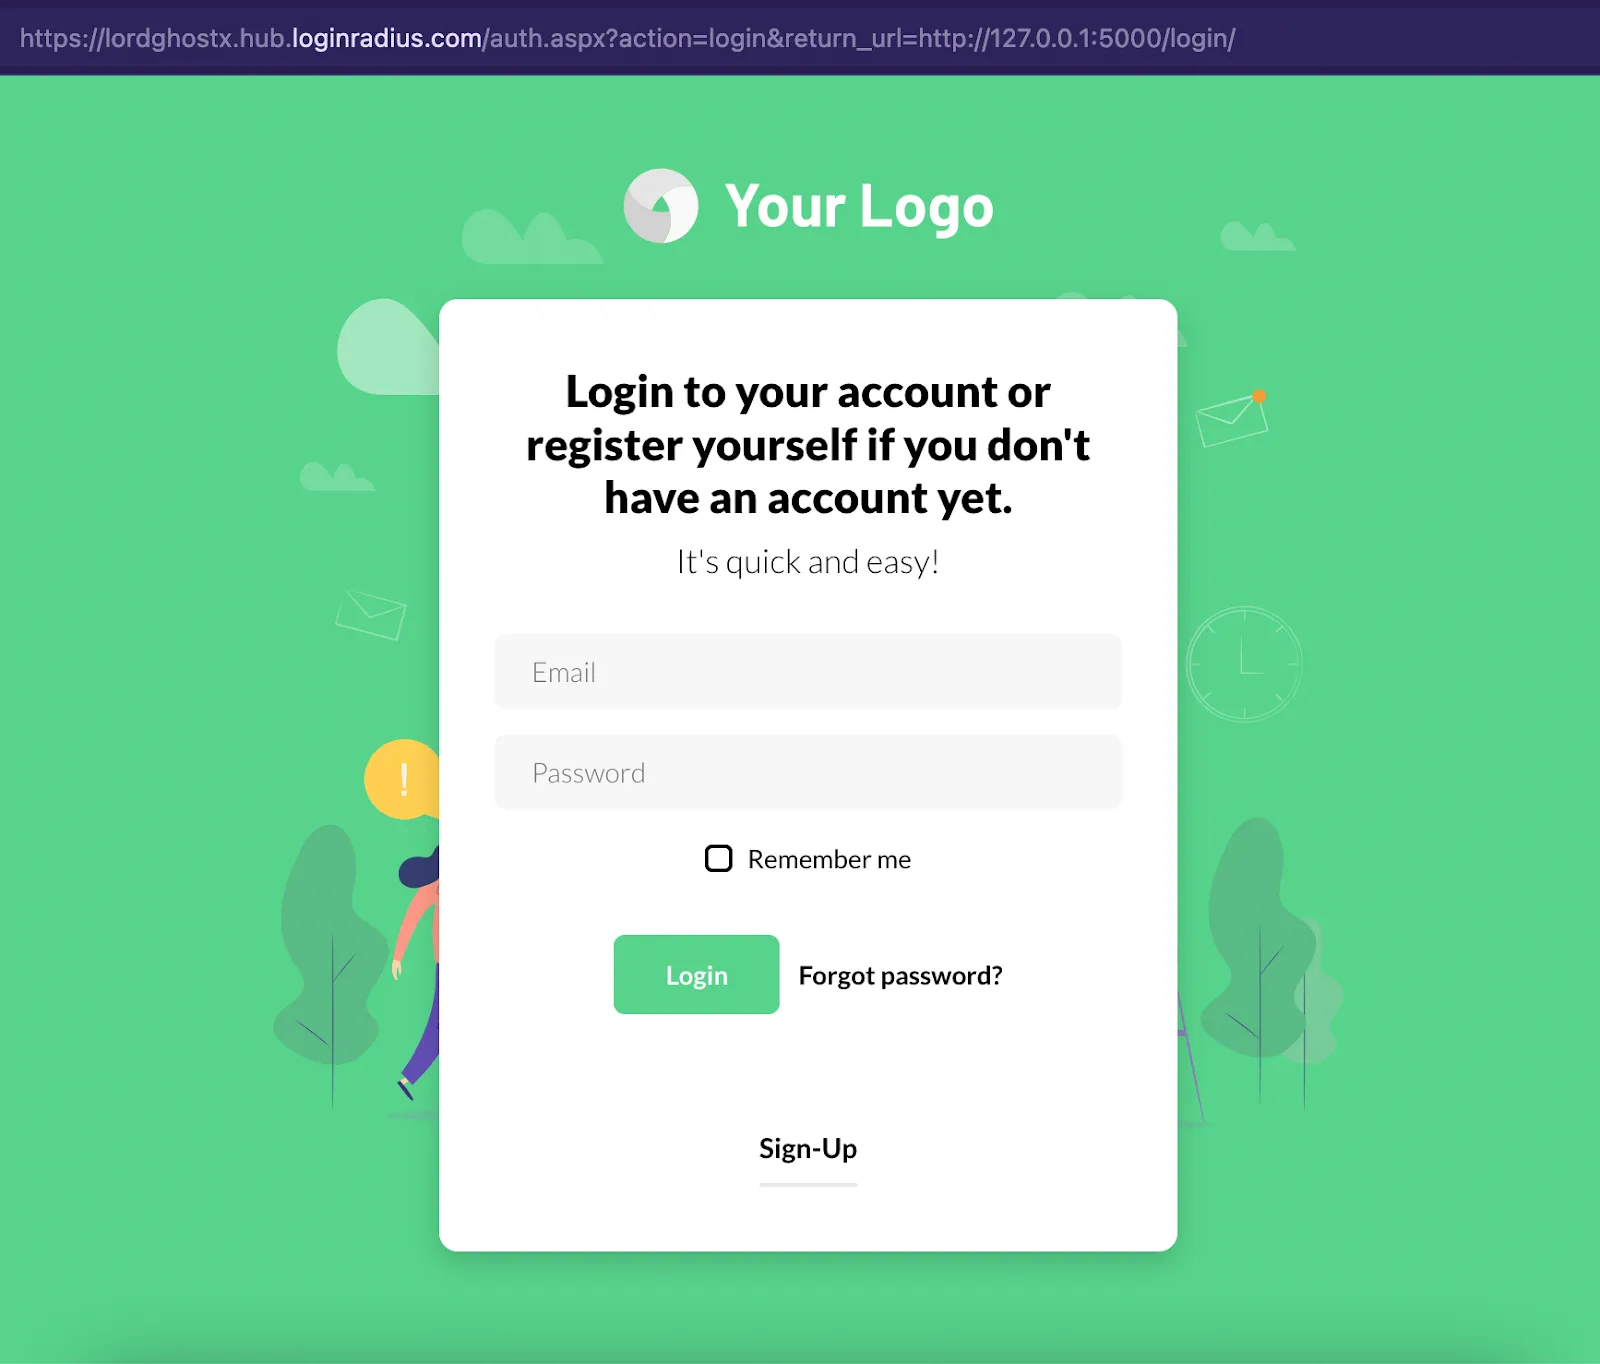 https://lordghostx.hub.loginradius.com/auth.aspx?action=login&return_url=http://127.0.0.1:5000/login/
Your Logo
Login to your account or
register yourself if you don't
have an account yet.
It's quick and easy!
Email
Password
!
Remember me
Login
Forgot password?
Sign-Up